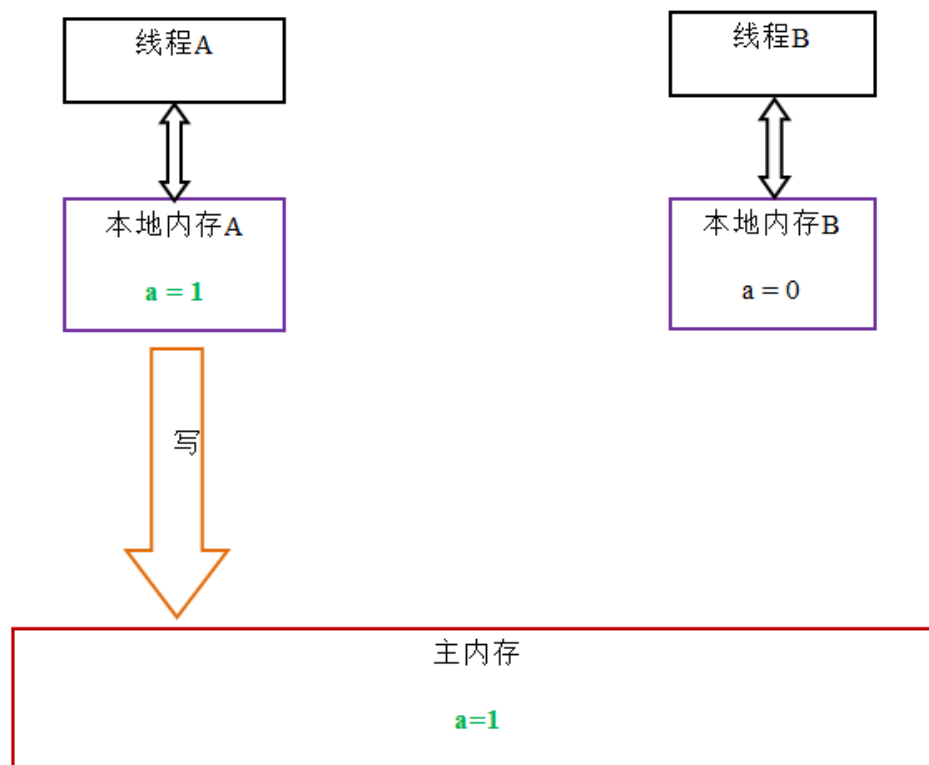 线程A
线程B
本地内存A
a = 1
本地内存B
a = 0
写
主内存
a=1